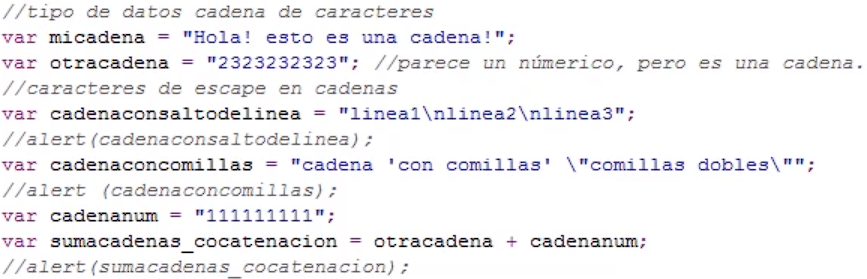 //tipo de datos cadena de caracteres
var micadena = "Hola! esto es una cadena!";
var otracadena = "2323232323"; //parece un númerico, pero es una cadena.
//caracteres de escape en cadenas
var cadenaconsaltodelinea = "linea1\nlinea2\nlinea3";
//alert(cadenaconsaltodelinea);
var cadenaconcomillas = "cadena 'con comillas' \"comillas dobles\"";
//alert (cadenaconcomillas);
var cadenanum = "111111111";
var sumacadenas_cocatenacion = otracadena + cadenanum;
//alert(sumacadenas_cocatenacion);